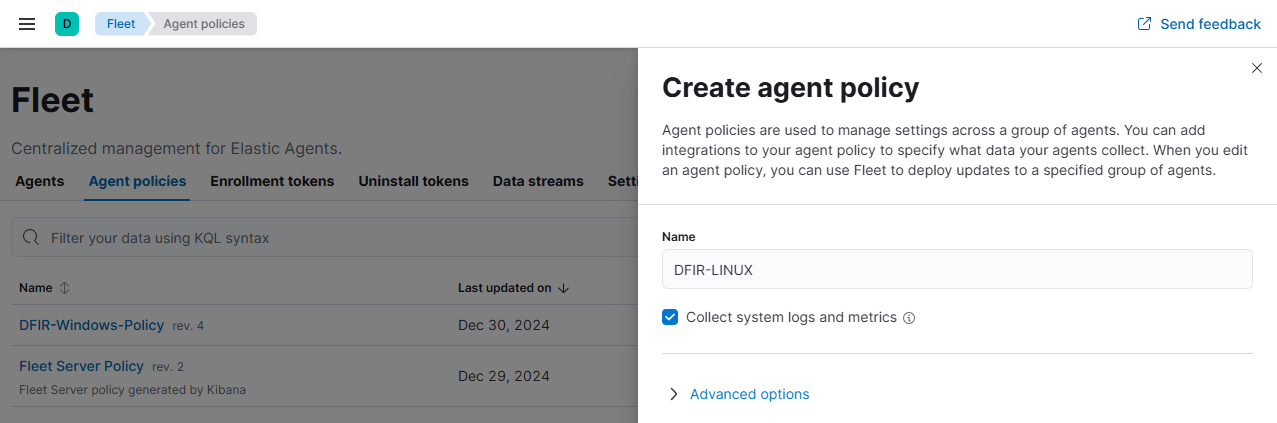 D Fleet Agent policies Send feedback
Fleet
Centralized management for Elastic Agents.
Agents Agent policies Enrollment tokens Uninstall tokens Data streams
Filter your data using KQL syntax
Name Last updated on
DFIR-Windows-Policy rev. 4 Dec 30, 2024
Fleet Server Policy rev. 2 Dec 29, 2024
Fleet Server policy generated by Kibana
Create agent policy
Agent policies are used to manage settings across a group of agents. You can add
integrations to your agent policy to specify what data your agents collect. When you edit
an agent policy, you can use Fleet to deploy updates to a specified group of agents.
Name
DFIR-LINUX
Collect system logs and metrics
Advanced options